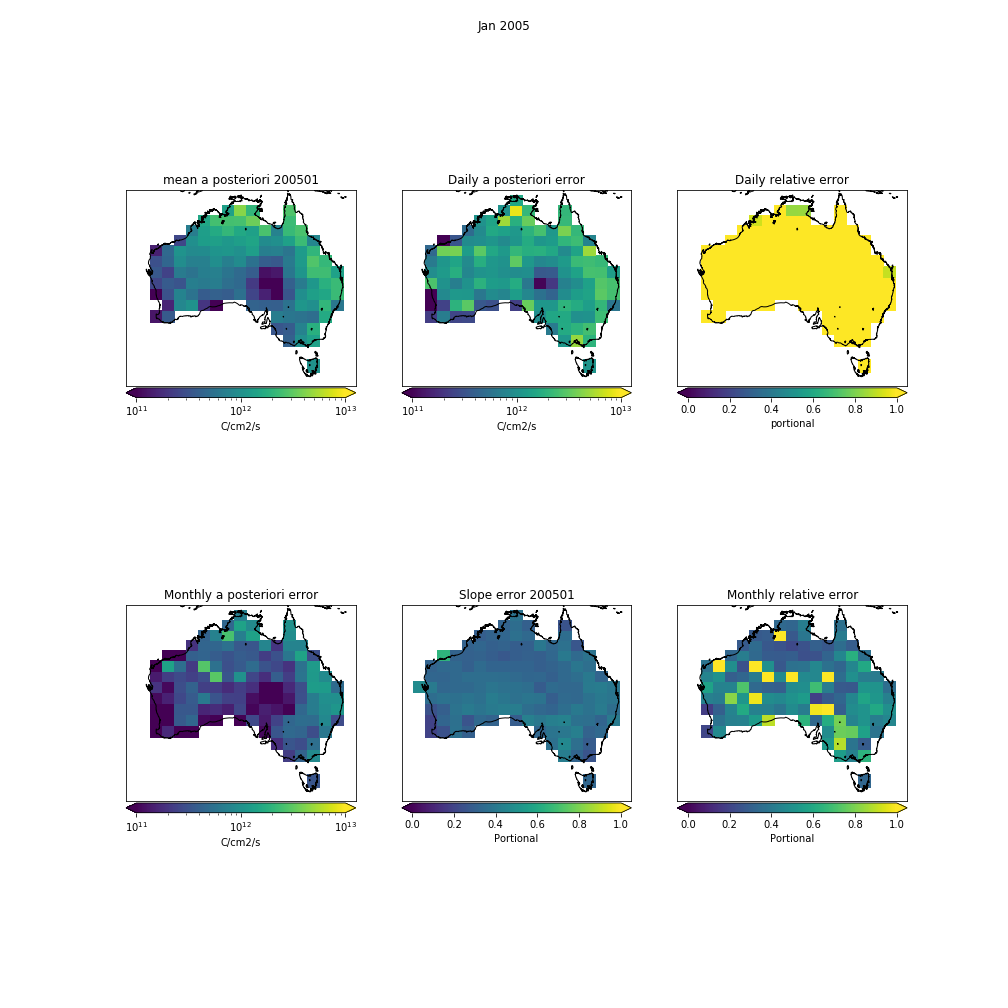 Jan 2005
mean a posteriori 200501
Daily a posteriori error
Daily relative error
10^11 10^12 10^13
C/cm2/s
10^11 10^12 10^13
C/cm2/s
0.0 0.2 0.4 0.6 0.8 1.0
portional
Monthly a posteriori error
Slope error 200501
Monthly relative error
10^11 10^12 10^13
C/cm2/s
0.0 0.2 0.4 0.6 0.8 1.0
Portional
0.0 0.2 0.4 0.6 0.8 1.0
Portional